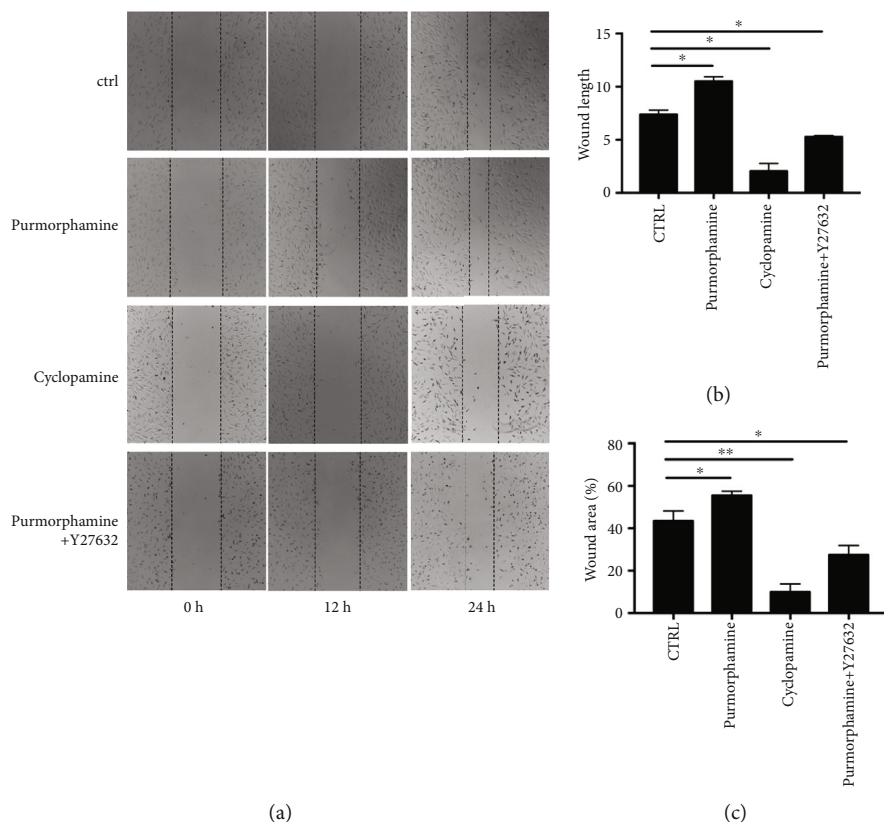 ctrl
Purmorphamine
Cyclopamine
Purmorphamine
+Y27632
0 h
12 h
24 h
(a)
Wound length
15
10
5
0
*
*
*
CTRL
Purmorphamine
Cyclopamine
Purmorphamine+Y27632
(b)
Wound area (%)
80
60
40
20
0
*
**
*
CTRL
Purmorphamine
Cyclopamine
Purmorphamine+Y27632
(c)